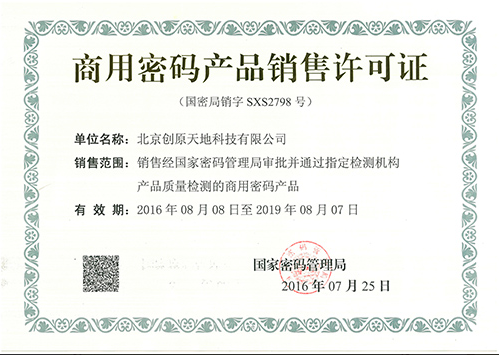 商用密码产品销售许可证
（国密局销字 SXS2798 号）
单位名称： 北京创原天地科技有限公司
销售范围： 销售经国家密码管理局审批并通过指定检测机构
产品质量检测的商用密码产品
有 效 期： 2016 年 08 月 08 日至 2019 年 08 月 07 日
国家密码管理局
2016 年 07 月 25 日